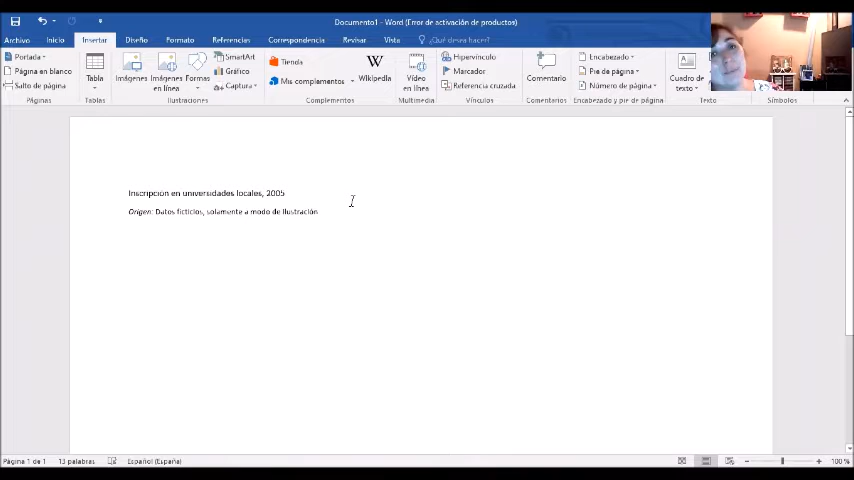 Documento1 - Word (Error de activación de productos)
Archivo Inicio Insertar Diseño Formato Referencias Correspondencia Revisar Vista ¿Qué desea hacer?
Portada
Página en blanco
Salto de página
Páginas
Tabla
Tablas
Imágenes
Imágenes en línea
Formas
SmartArt
Gráfico
Captura
Ilustraciones
Tienda
Mis complementos
W
Wikipedia
Complementos
Vídeo en línea
Multimedia
Hipervínculo
Marcador
Referencia cruzada
Vínculos
Comentario
Comentarios
Encabezado
Pie de página
Número de página
Encabezado y pie de página
A
Cuadro de texto
Texto
Símbolos
Inscripción en universidades locales, 2005
Origen: Datos ficticios, solamente a modo de ilustración
Página 1 de 1 13 palabras Español (España) 100 %